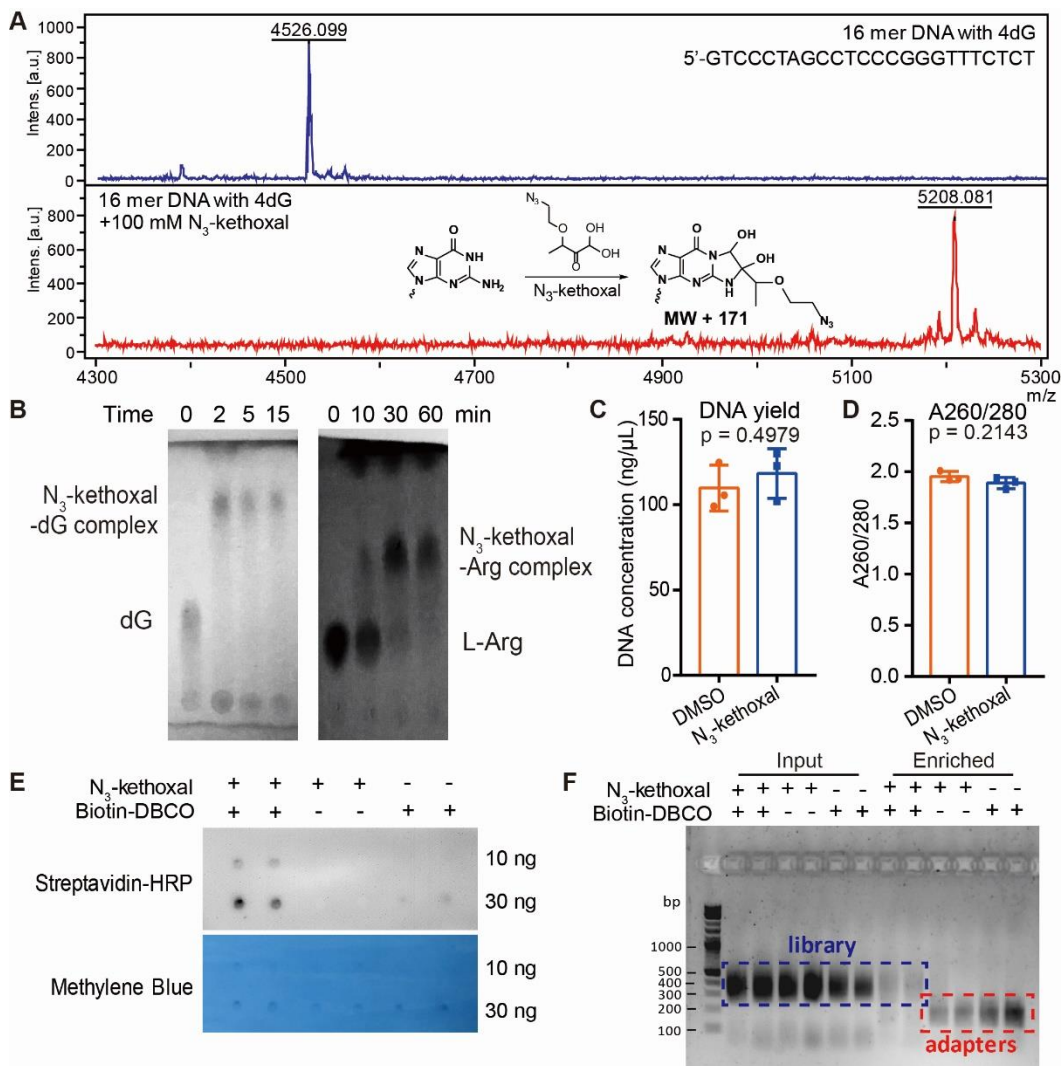 A
4526.099
16 mer DNA with 4dG
5'-GTCCCTAGCCTCCCGGGTTTCTCT
Intens. [a.u.]
1000
800
600
400
200
0
16 mer DNA with 4dG
+100 mM N3-kethoxal
5208.081
Intens. [a.u.]
800
600
400
200
0
O
N
NH
N
N
NH2
N3
O
OH
OH
O
N3-kethoxal
O
OH
N
N
OH
N
N
N
H
O
N3
MW + 171
4300
4500
4700
4900
5100
5300
m/z
B
Time 0 2 5 15
0 10 30 60 min
N3-kethoxal
-dG complex
dG
N3-kethoxal
-Arg complex
L-Arg
C
DNA yield
p = 0.4979
DNA concentration (ng/μL)
150
100
50
0
DMSO
N3-kethoxal
D
A260/280
p = 0.2143
A260/280
2.5
2.0
1.5
1.0
0.5
0.0
DMSO
N3-kethoxal
E
N3-kethoxal + + + + - -
Biotin-DBCO + + - - + +
Streptavidin-HRP
10 ng
30 ng
Methylene Blue
10 ng
30 ng
F
Input Enriched
N3-kethoxal + + + + - - + + + + - -
Biotin-DBCO + + - - + + + + - - + +
bp
1000
500
400
300
200
100
library
adapters